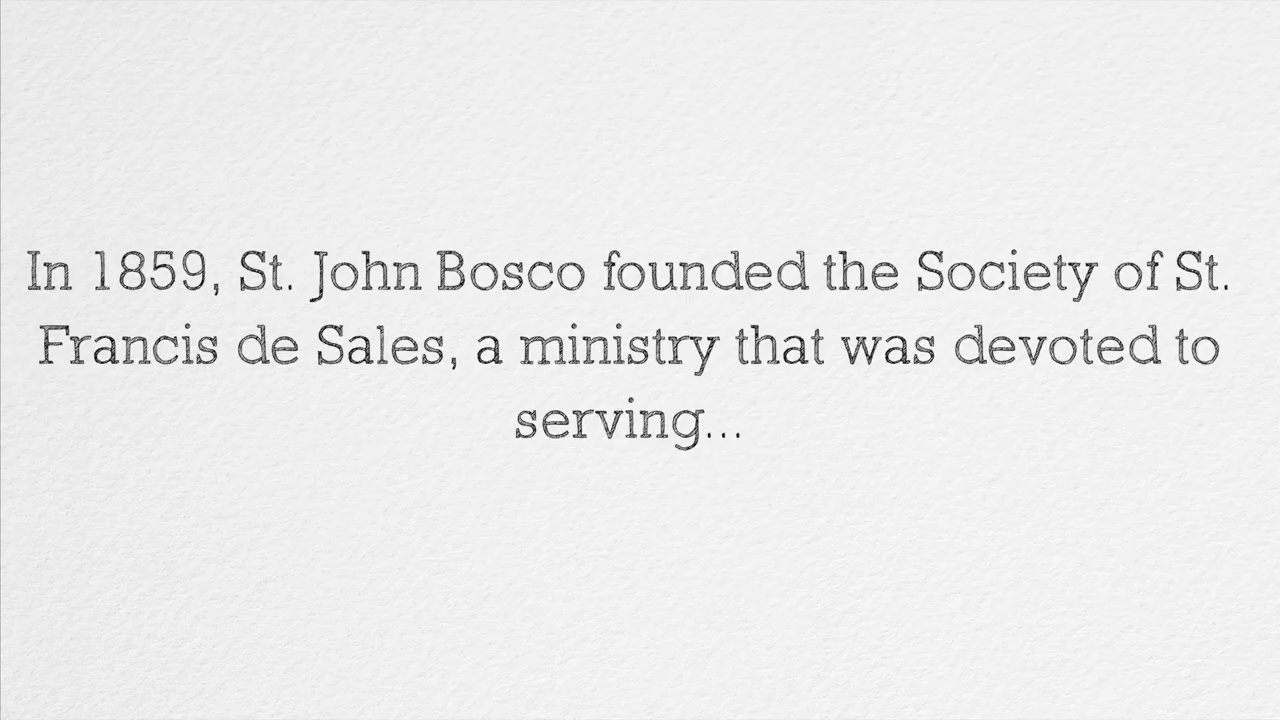 In 1859, St. John Bosco founded the Society of St.
Francis de Sales, a ministry that was devoted to
serving...